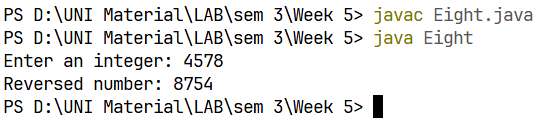 PS D:\UNI Material\LAB\sem 3\Week 5> javac Eight.java
PS D:\UNI Material\LAB\sem 3\Week 5> java Eight
Enter an integer: 4578
Reversed number: 8754
PS D:\UNI Material\LAB\sem 3\Week 5>